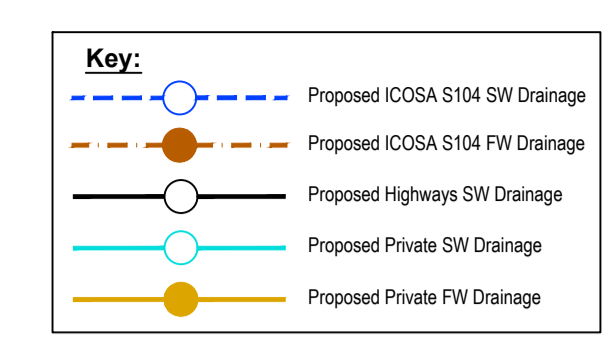 Key:
Proposed ICOSA S104 SW Drainage
Proposed ICOSA S104 FW Drainage
Proposed Highways SW Drainage
Proposed Private SW Drainage
Proposed Private FW Drainage